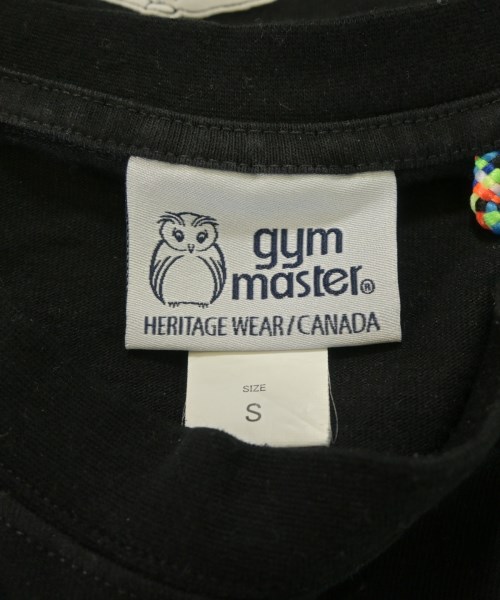 gym
master®
HERITAGE WEAR/CANADA
SIZE
S